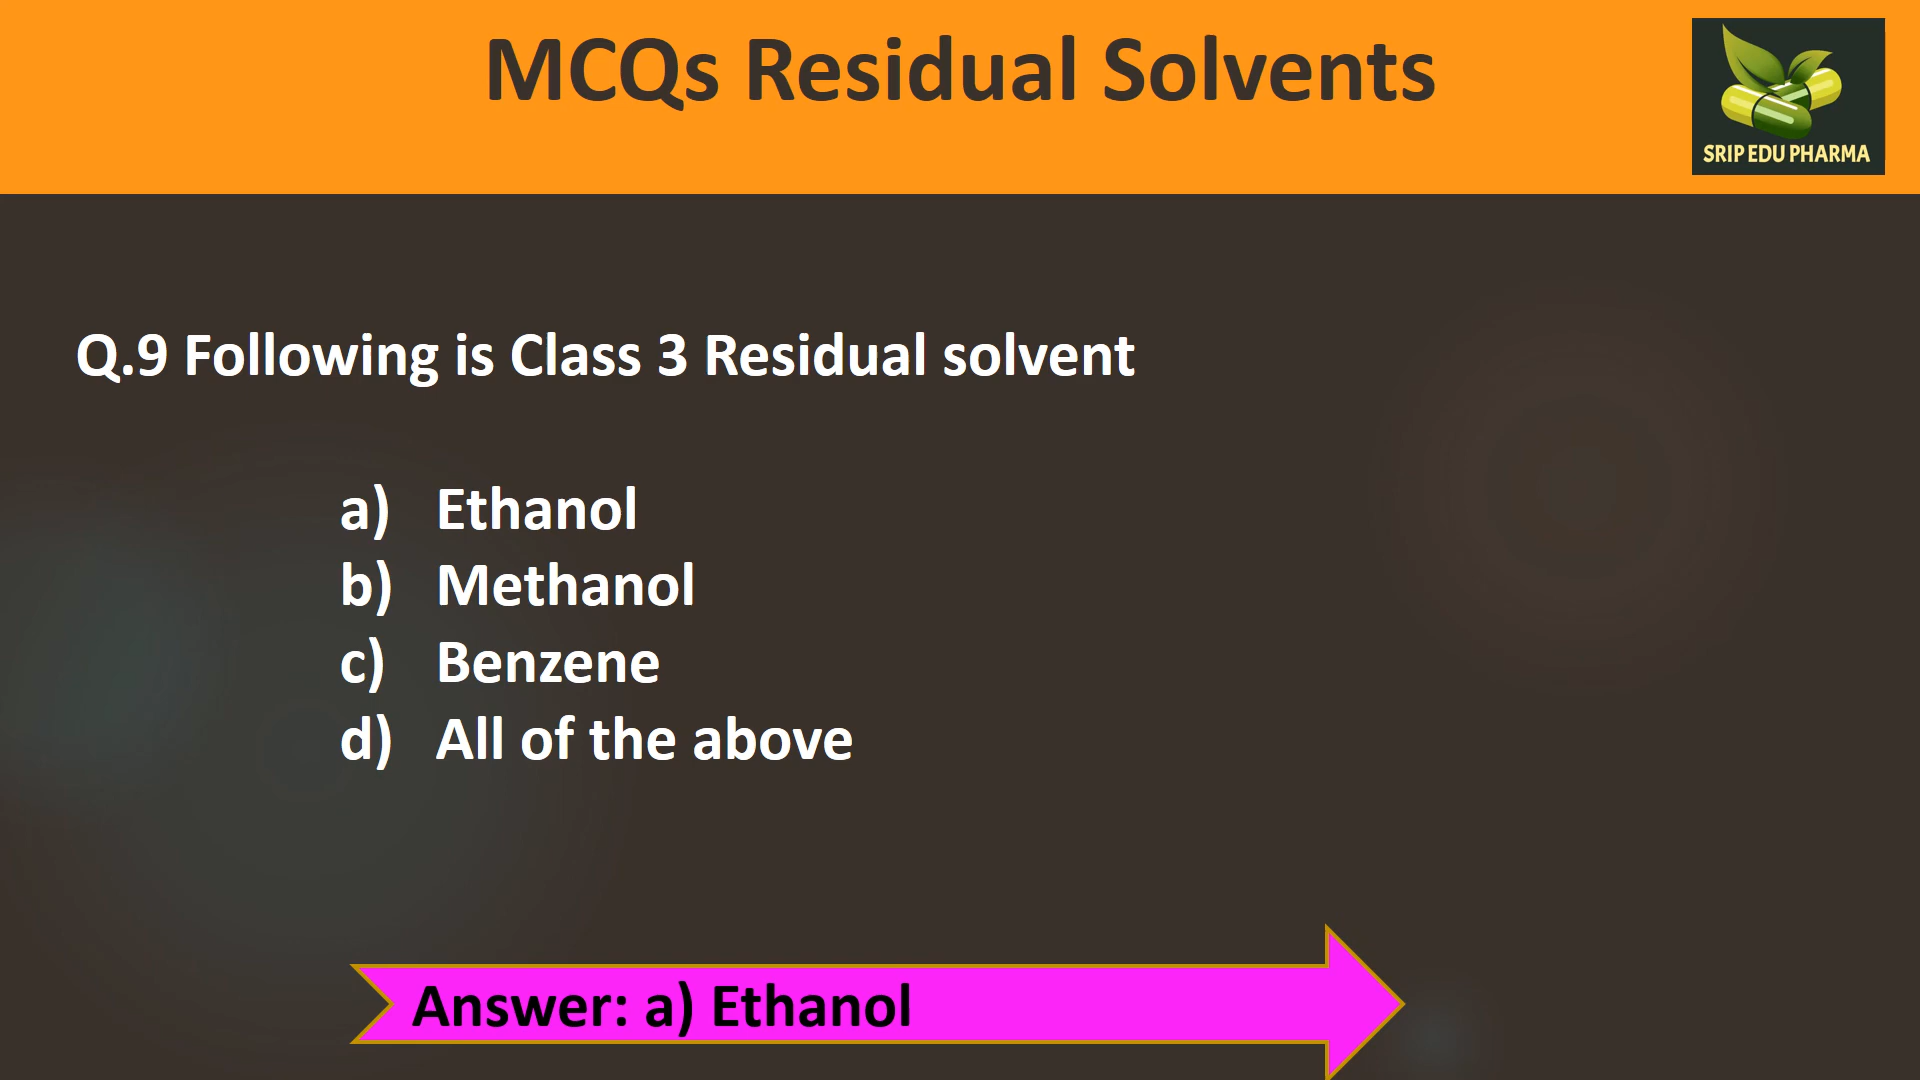 MCQs Residual Solvents
SRIP EDU PHARMA
Q.9 Following is Class 3 Residual solvent
a) Ethanol
b) Methanol
c) Benzene
d) All of the above
Answer: a) Ethanol